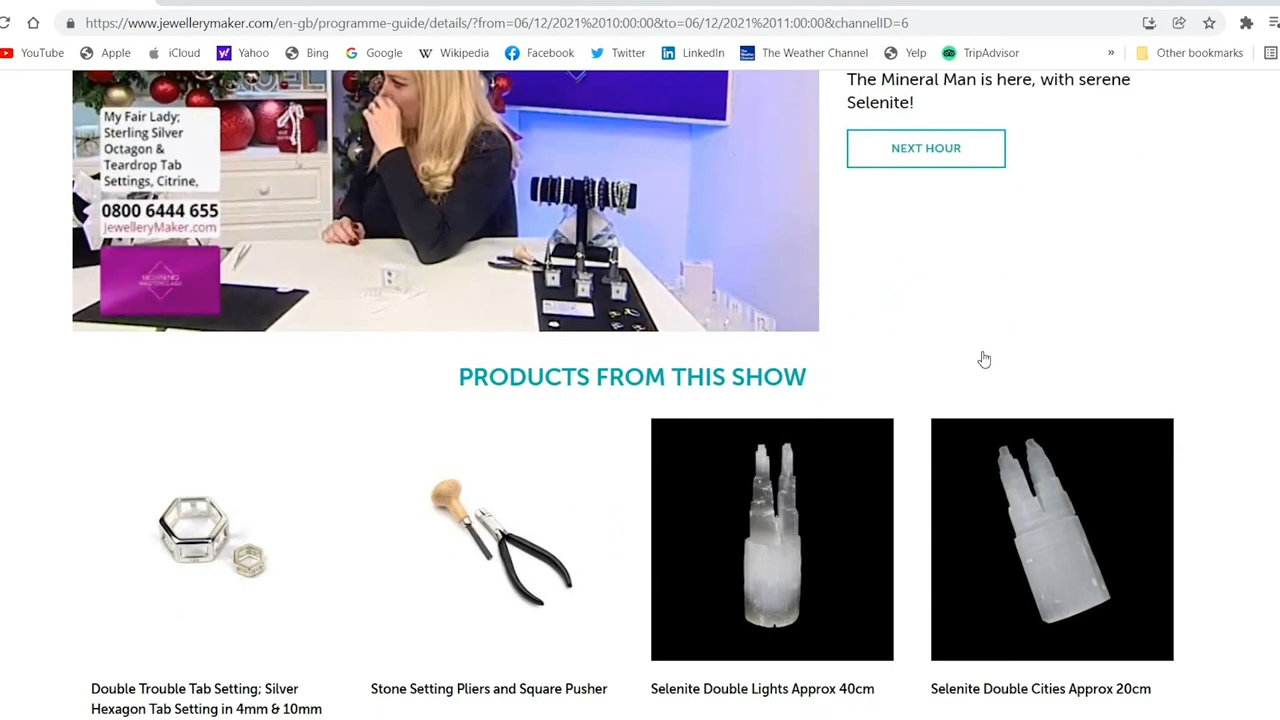 https://www.jewellerymaker.com/en-gb/programme-guide/details/?from=06/12/2021%2010:00:00&to=06/12/2021%2011:00:00&channelID=6
YouTube Apple iCloud Yahoo Bing Google Wikipedia Facebook Twitter LinkedIn The Weather Channel Yelp TripAdvisor » Other bookmarks
The Mineral Man is here, with serene
Selenite!
NEXT HOUR
My Fair Lady;
Sterling Silver
Octagon &
Teardrop Tab
Settings, Citrine,
0800 6444 655
JewelleryMaker.com
MORNING
MASTERCLASS
PRODUCTS FROM THIS SHOW
Double Trouble Tab Setting; Silver
Hexagon Tab Setting in 4mm & 10mm
Stone Setting Pliers and Square Pusher
Selenite Double Lights Approx 40cm
Selenite Double Cities Approx 20cm